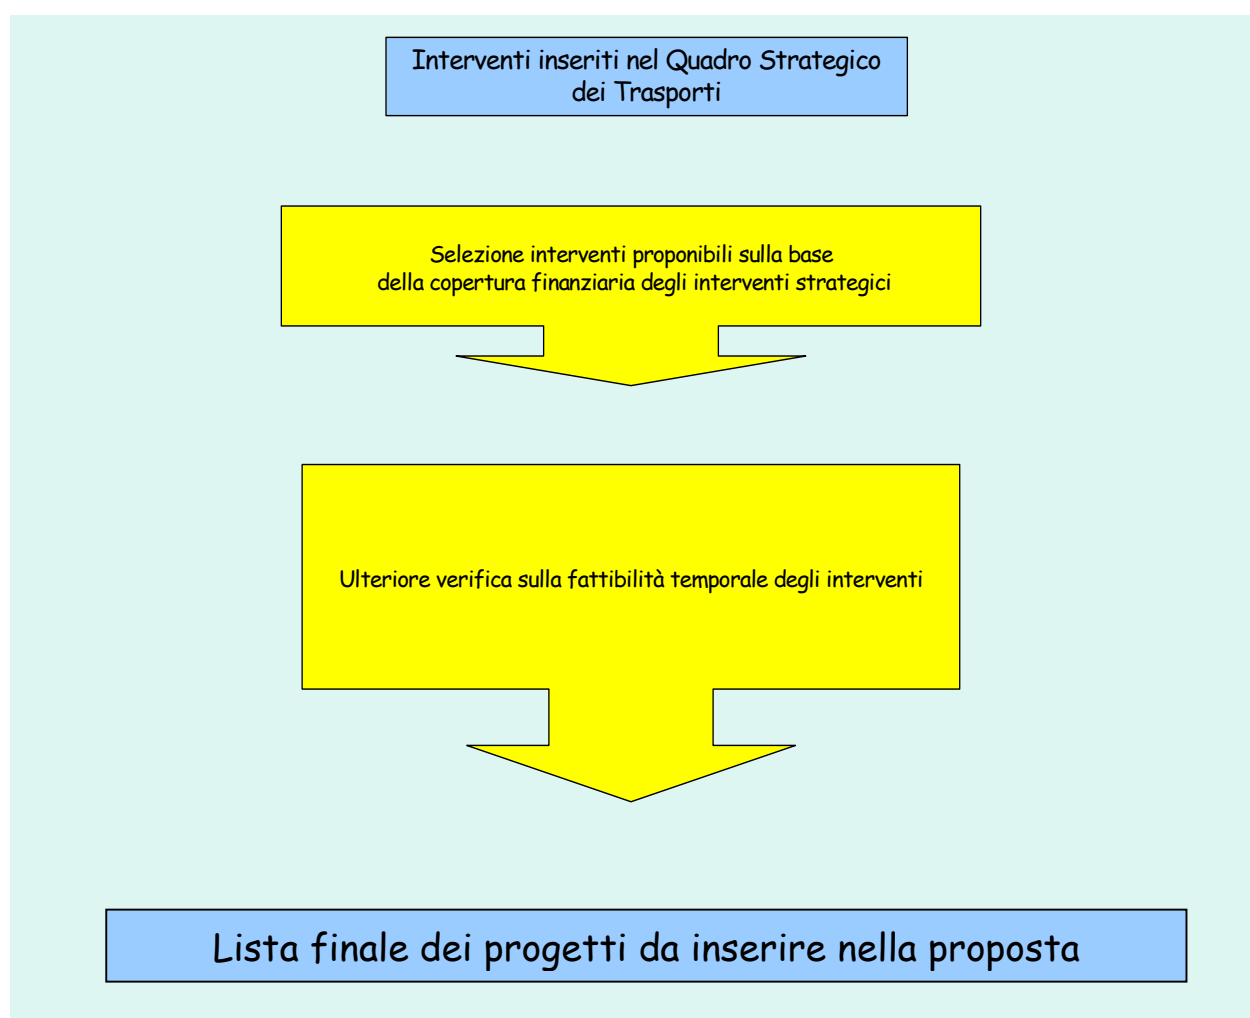 Interventi inseriti nel Quadro Strategico
dei Trasporti
Selezione interventi proponibili sulla base
della copertura finanziaria degli interventi strategici
Ulteriore verifica sulla fattibilità temporale degli interventi
Lista finale dei progetti da inserire nella proposta